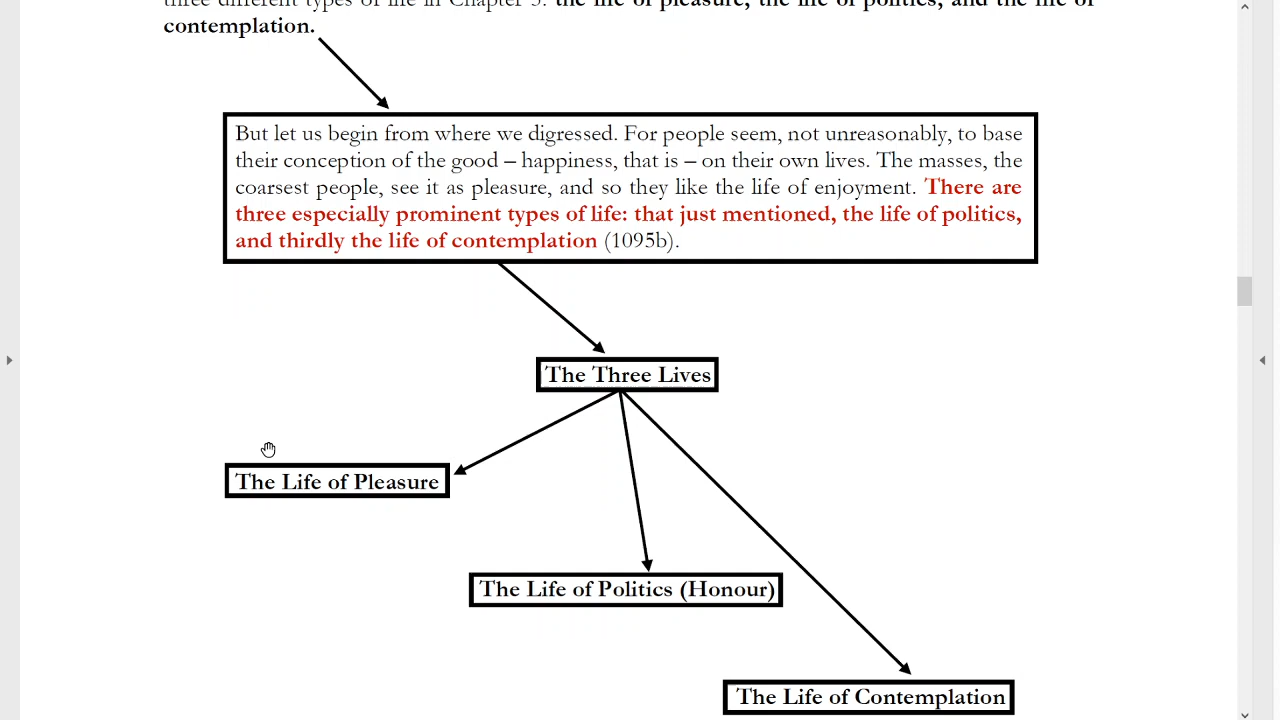 three different types of life in Chapter 5: the life of pleasure, the life of politics, and the life of
contemplation.
But let us begin from where we digressed. For people seem, not unreasonably, to base
their conception of the good – happiness, that is – on their own lives. The masses, the
coarsest people, see it as pleasure, and so they like the life of enjoyment. There are
three especially prominent types of life: that just mentioned, the life of politics,
and thirdly the life of contemplation (1095b).
The Three Lives
The Life of Pleasure
The Life of Politics (Honour)
The Life of Contemplation